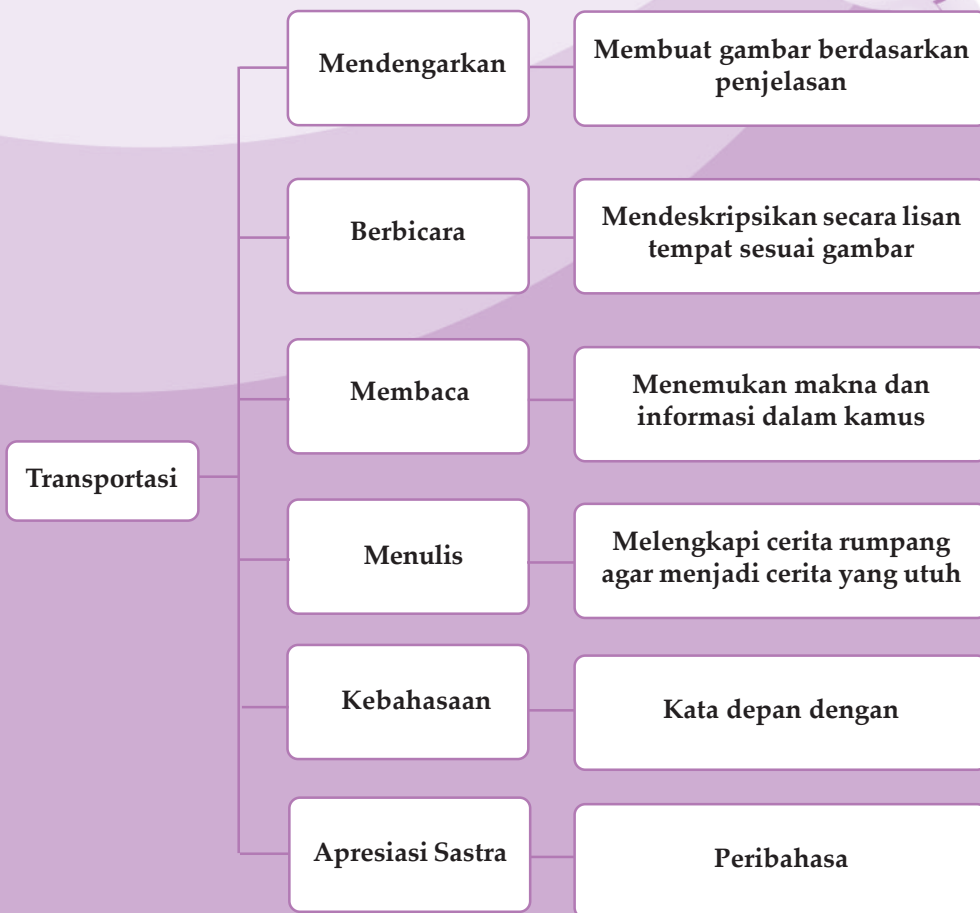 Mendengarkan
Membuat gambar berdasarkan
penjelasan
Berbicara
Mendeskripsikan secara lisan
tempat sesuai gambar
Membaca
Menemukan makna dan
informasi dalam kamus
Transportasi
Menulis
Melengkapi cerita rumpang
agar menjadi cerita yang utuh
Kebahasaan
Kata depan dengan
Apresiasi Sastra
Peribahasa